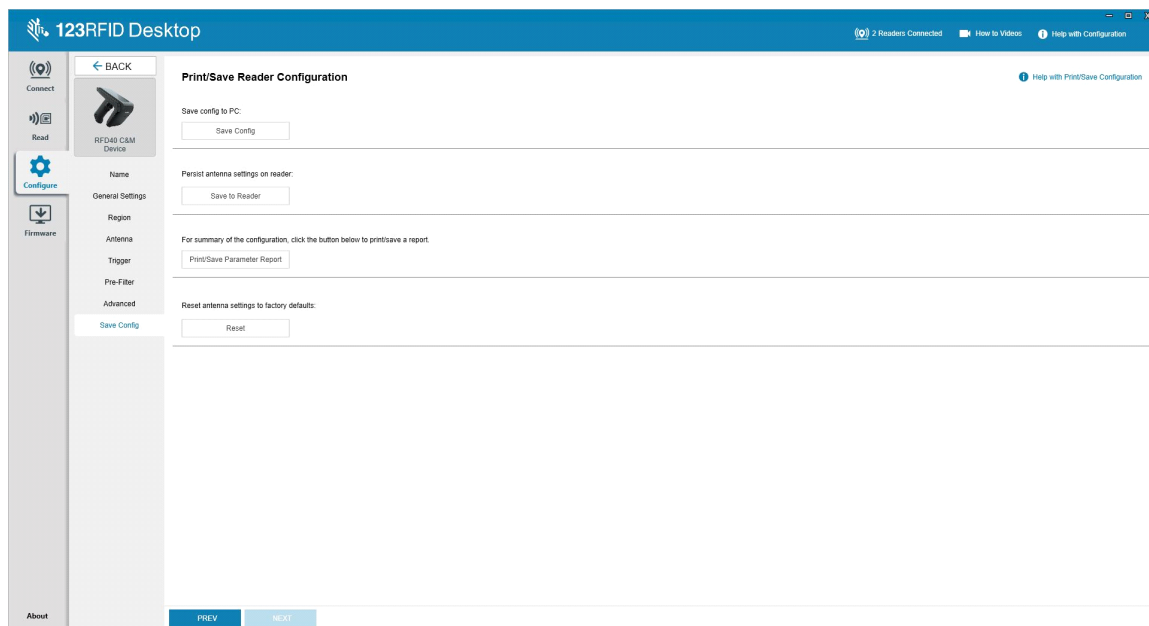 123RFID Desktop
2 Readers Connected
How to Videos
Help with Configuration
Connect
Read
Configure
Firmware
About
BACK
RFD40 C&M
Device
Name
General Settings
Region
Antenna
Trigger
Pre-Filter
Advanced
Save Config
Print/Save Reader Configuration
Help with Print/Save Configuration
Save config to PC:
Save Config
Persist antenna settings on reader:
Save to Reader
For summary of the configuration, click the button below to print/save a report.
Print/Save Parameter Report
Reset antenna settings to factory defaults:
Reset
PREV
NEXT